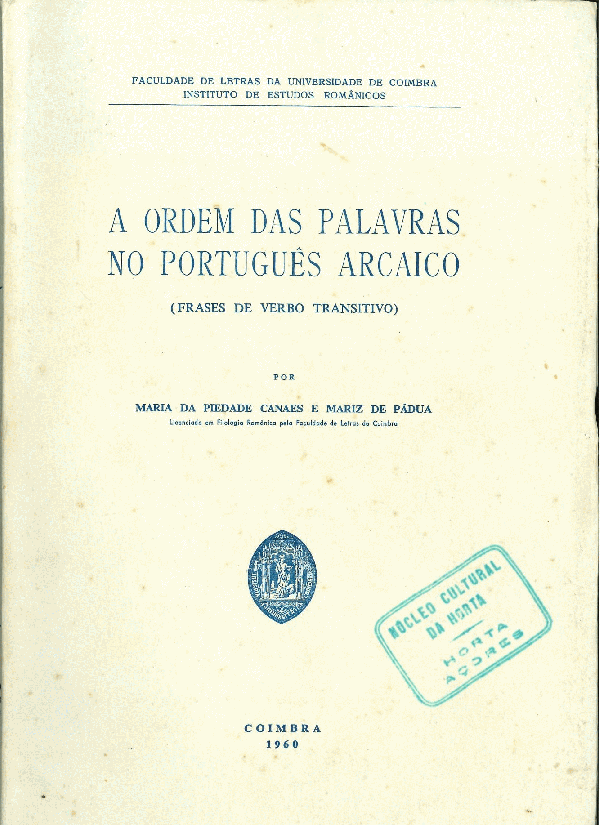 FACULDADE DE LETRAS DA UNIVERSIDADE DE COIMBRA
INSTITUTO DE ESTUDOS ROMÂNICOS
A ORDEM DAS PALAVRAS
NO PORTUGUÊS ARCAICO
(FRASES DE VERBO TRANSITIVO)
POR
MARIA DA PIEDADE CANAES E MARIZ DE PÁDUA
Licenciada em Filologia Românica pela Faculdade de Letras de Coimbra
NÚCLEO CULTURAL
DA HORTA
HORTA
AÇORES
COIMBRA
1960